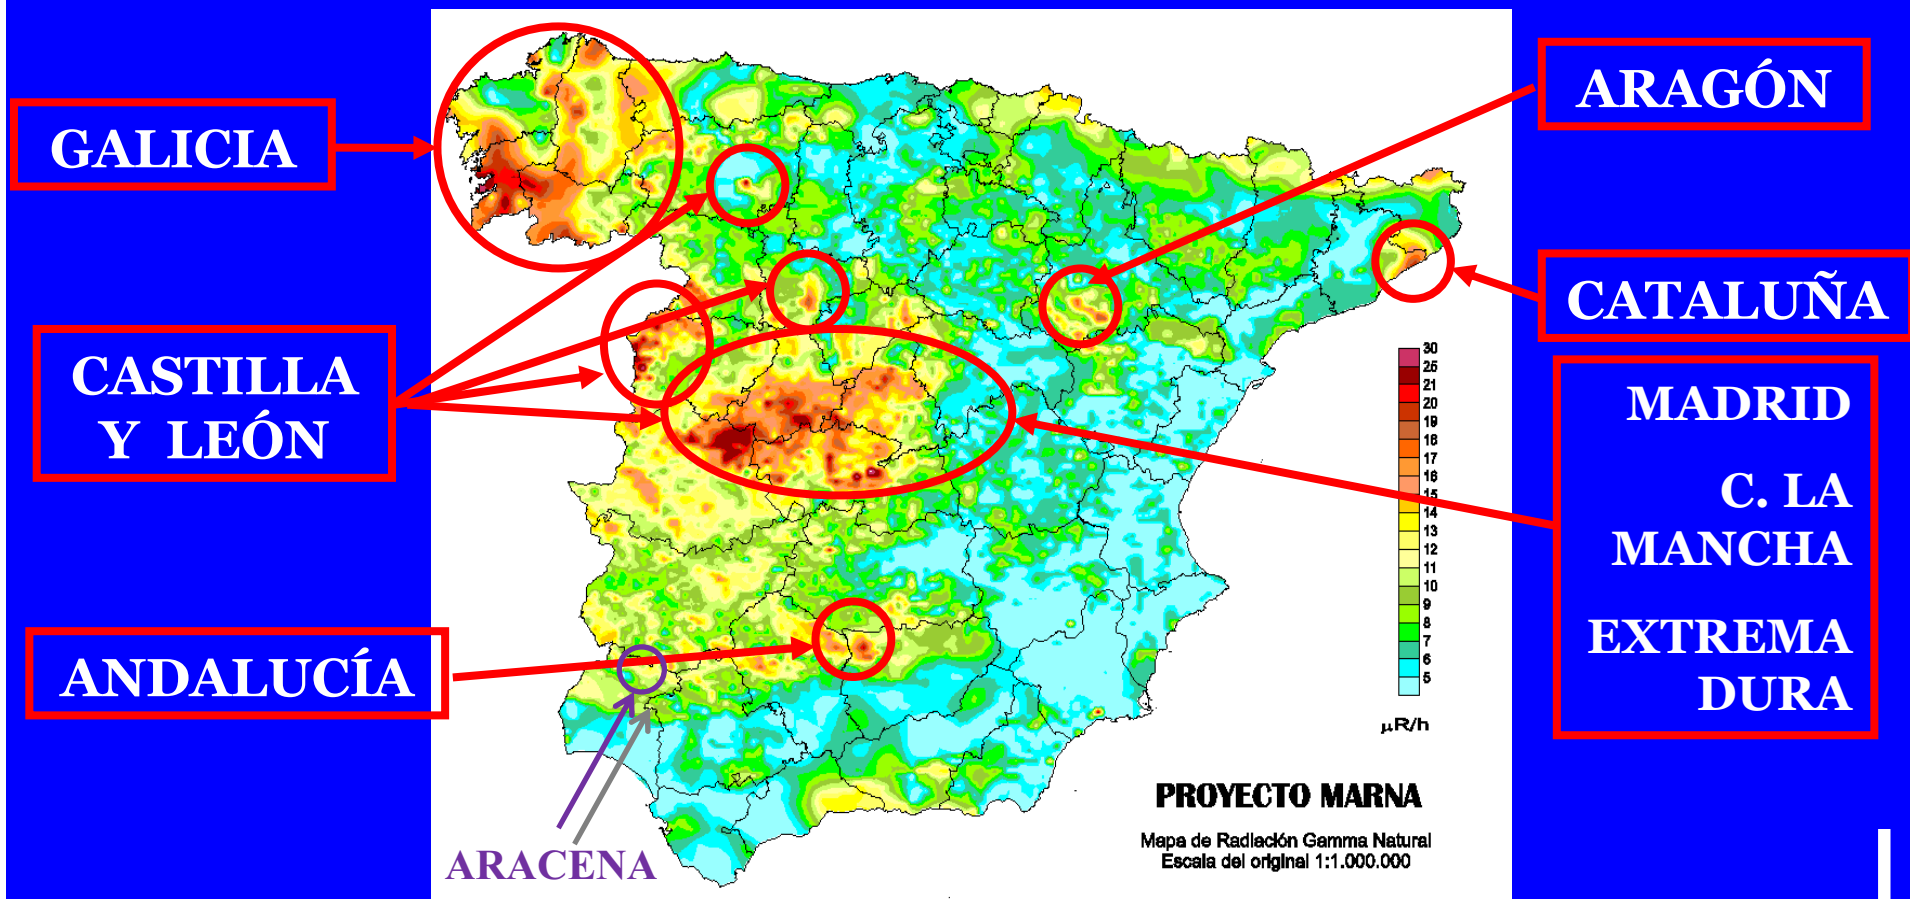 GALICIA
CASTILLA
Y LEÓN
ANDALUCÍA
ARACENA
ARAGÓN
CATALUÑA
MADRID
C. LA
MANCHA
EXTREMA
DURA
30
25
21
20
19
18
17
16
15
14
13
12
11
10
9
8
7
6
5
µR/h
PROYECTO MARNA
Mapa de Radiación Gamma Natural
Escala del original 1:1.000.000